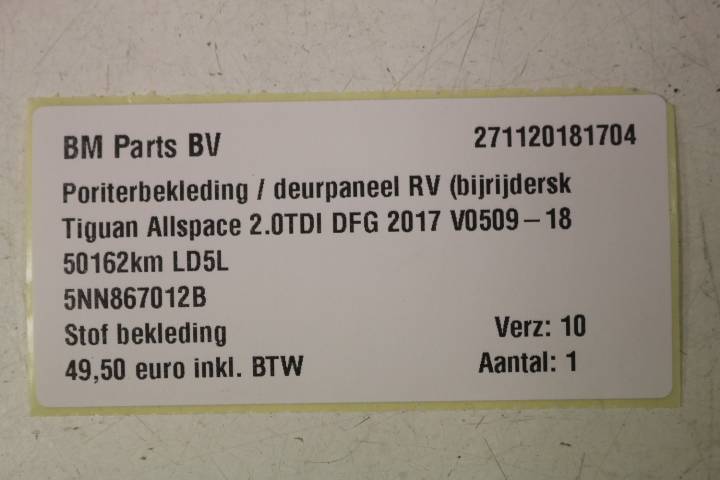 BM Parts BV 271120181704
Poriterbekleding / deurpaneel RV (bijrijdersk
Tiguan Allspace 2.0TDI DFG 2017 V0509-18
50162km LD5L
5NN867012B
Stof bekleding Verz: 10
49,50 euro inkl. BTW Aantal: 1